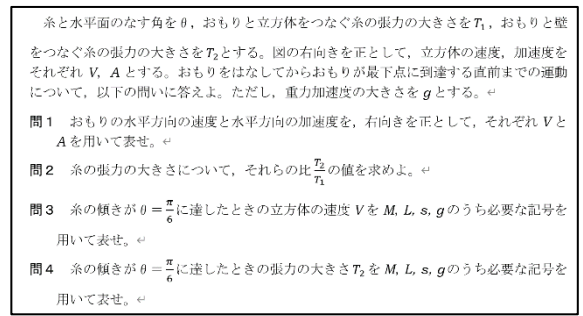 糸と水平面のなす角をθ，おもりと立方体をつなぐ糸の張力の大きさをT₁，おもりと壁
をつなぐ糸の張力の大きさをT₂とする。図の右向きを正として，立方体の速度，加速度を
それぞれ V，A とする。おもりをはなしてからおもりが最下点に到達する直前までの運動
について，以下の問いに答えよ。ただし，重力加速度の大きさを g とする。↵
問1 おもりの水平方向の速度と水平方向の加速度を，右向きを正として，それぞれ V と
A を用いて表せ。↵
問2 糸の張力の大きさについて，それらの比 T₂/T₁ の値を求めよ。↵
問3 糸の傾きが θ = π/6 に達したときの立方体の速度 V を M, L, s, g のうち必要な記号を
用いて表せ。↵
問4 糸の傾きが θ = π/6 に達したときの張力の大きさT₂を M, L, s, g のうち必要な記号を
用いて表せ。↵